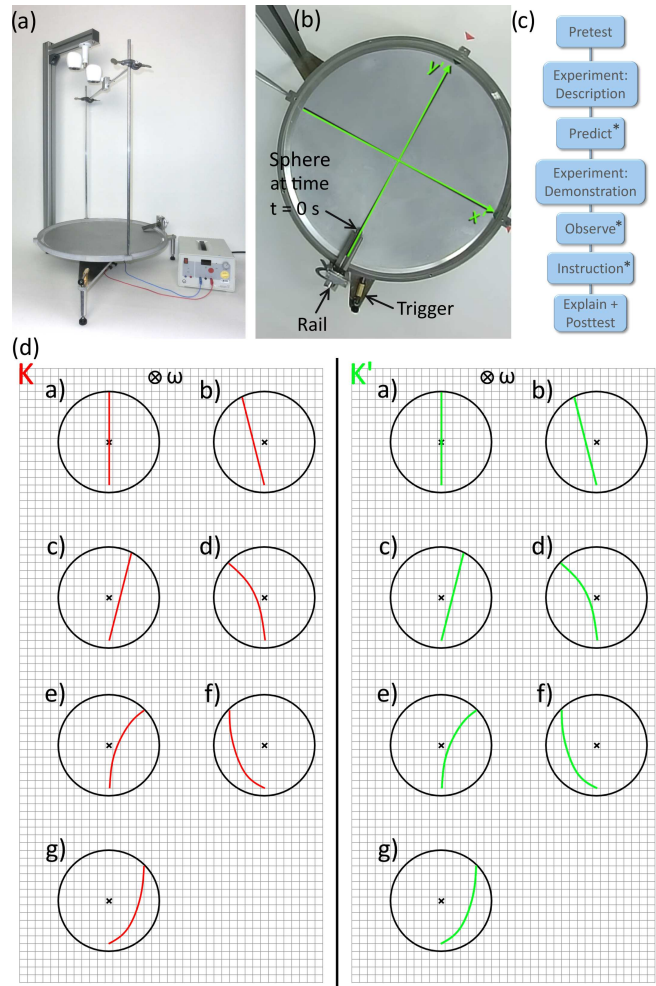 (a)
(b)
(c)
y'
x'
Sphere
at time
t = 0 s
Rail
Trigger
Pretest
Experiment:
Description
Predict*
Experiment:
Demonstration
Observe*
Instruction*
Explain +
Posttest
(d)
K
⊗ ω
a)
b)
c)
d)
e)
f)
g)
K'
⊗ ω
a)
b)
c)
d)
e)
f)
g)